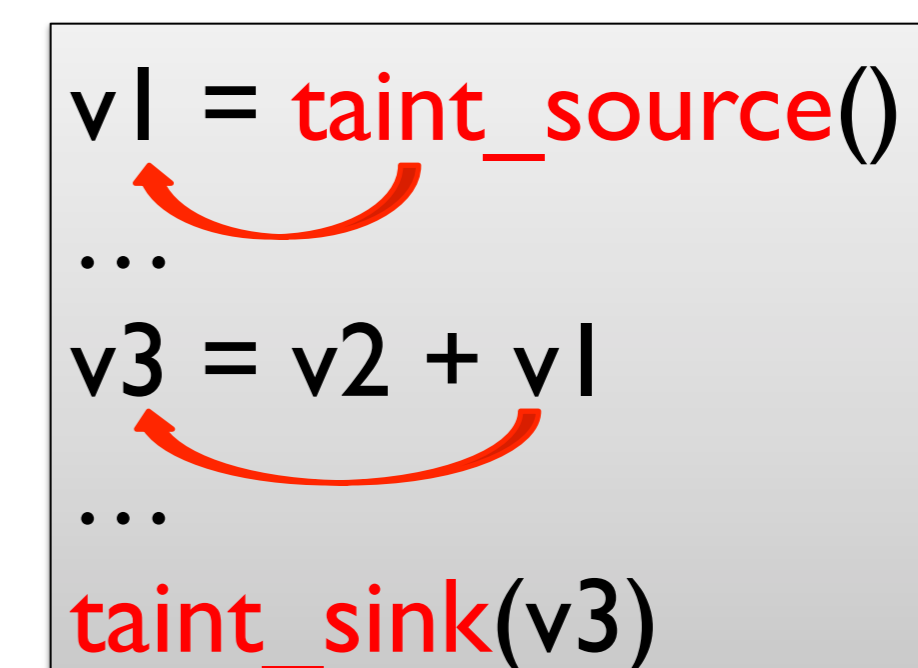 v1 = taint_source()
...
v3 = v2 + v1
...
taint_sink(v3)